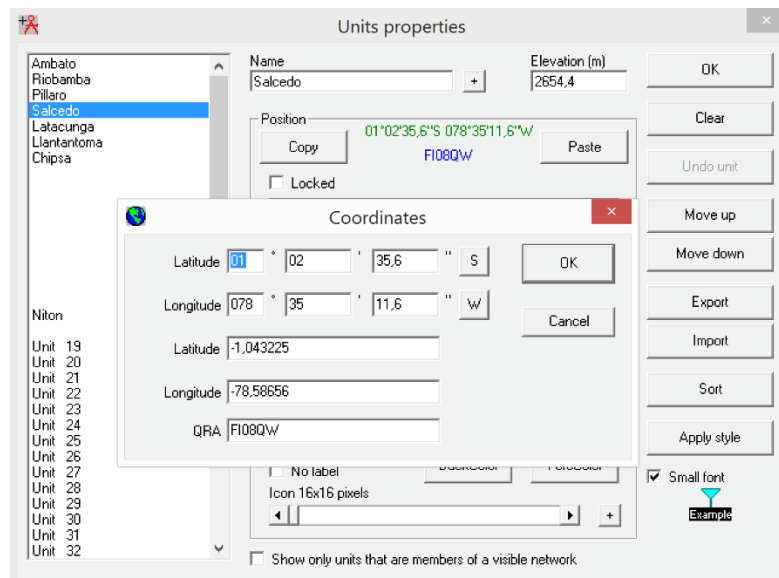 Units properties
Ambato
Riobamba
Pillaro
Salcedo
Latacunga
Llantantoma
Chipsa
Niton
Unit 19
Unit 20
Unit 21
Unit 22
Unit 23
Unit 24
Unit 25
Unit 26
Unit 27
Unit 28
Unit 29
Unit 30
Unit 31
Unit 32
Name
Salcedo
+
Elevation (m)
2654,4
Position
Copy
01°02'35,6"S 078°35'11,6"W
FI08QW
Paste
Locked
Coordinates
Latitude 01 ° 02 ' 35,6 " S
Longitude 078 ° 35 ' 11,6 " W
Latitude -1,043225
Longitude -78,58656
QRA FI08QW
OK
Cancel
No label
Icon 16x16 pixels
+
Show only units that are members of a visible network
OK
Clear
Undo unit
Move up
Move down
Export
Import
Sort
Apply style
Small font
Example